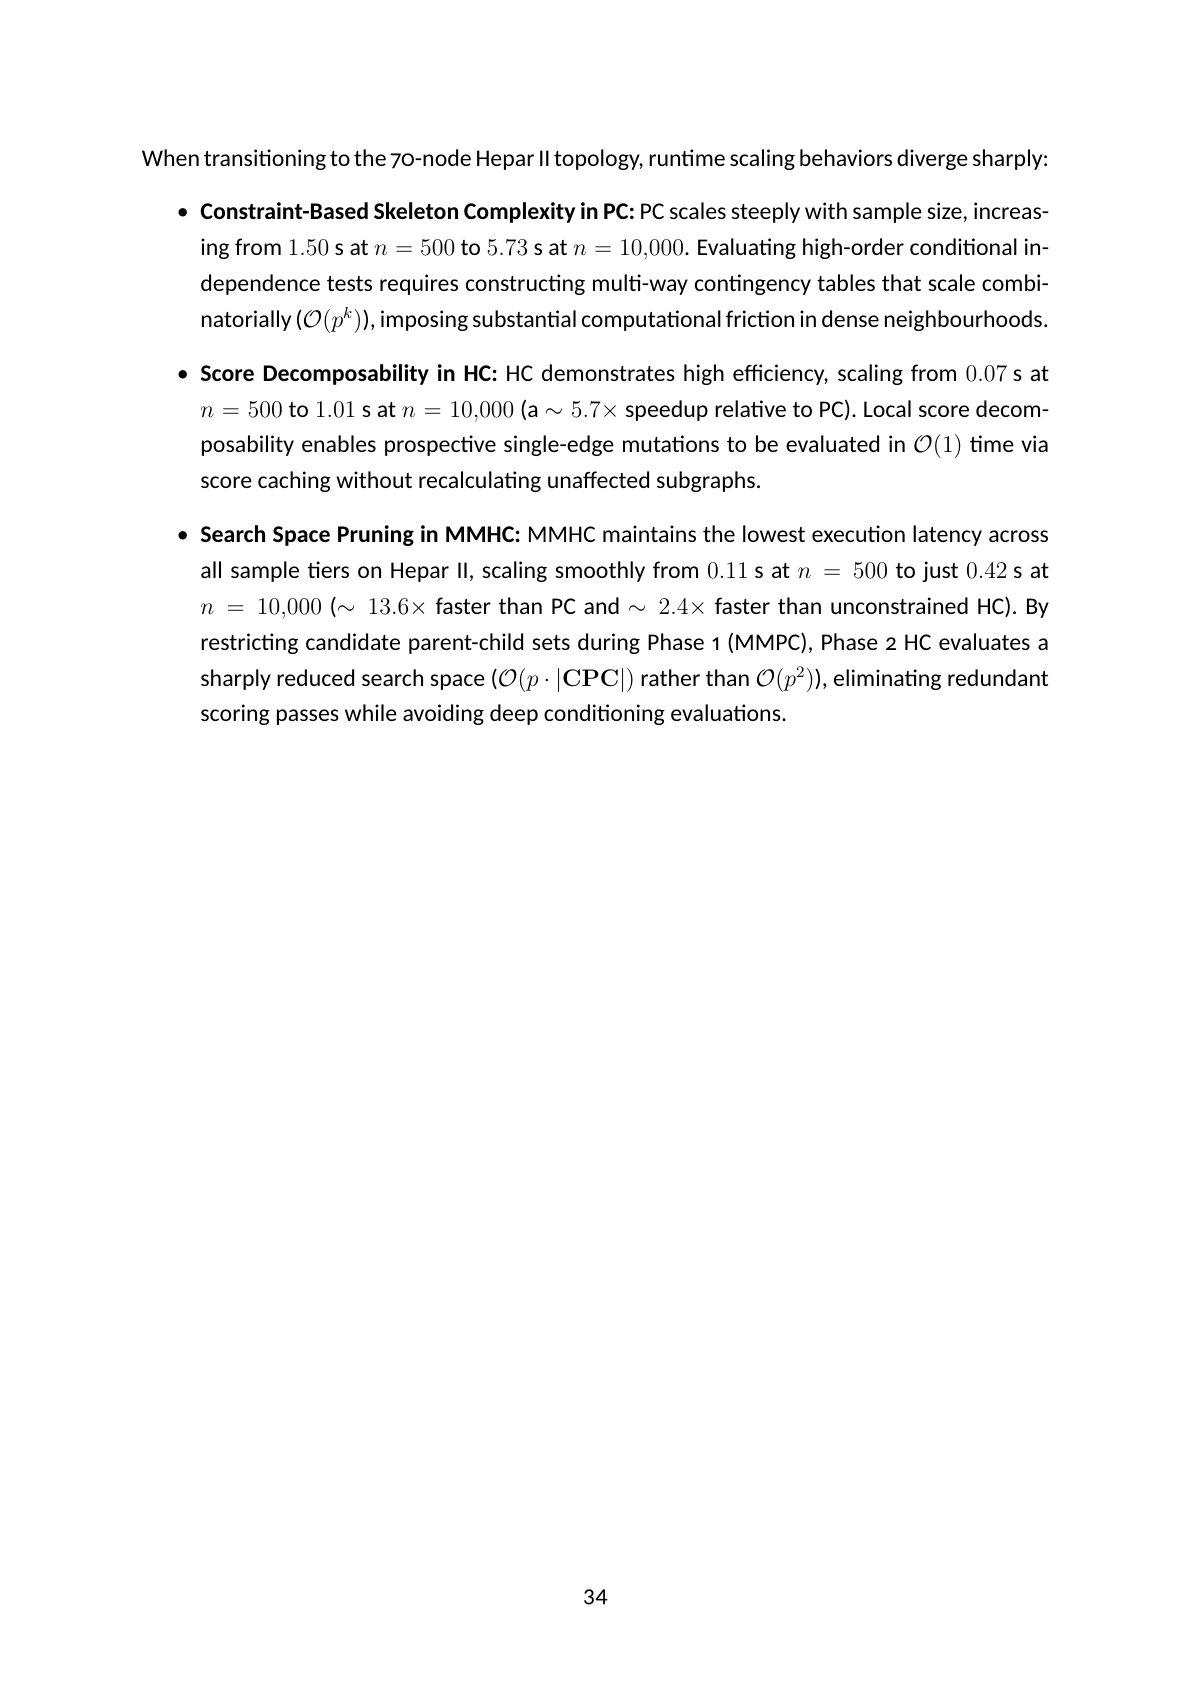 When transitioning to the 70-node Hepar II topology, runtime scaling behaviors diverge sharply:
• Constraint-Based Skeleton Complexity in PC: PC scales steeply with sample size, increas-
ing from 1.50 s at n = 500 to 5.73 s at n = 10,000. Evaluating high-order conditional in-
dependence tests requires constructing multi-way contingency tables that scale combi-
natorially (𝒪(p^k)), imposing substantial computational friction in dense neighbourhoods.
• Score Decomposability in HC: HC demonstrates high efficiency, scaling from 0.07 s at
n = 500 to 1.01 s at n = 10,000 (a ∼ 5.7× speedup relative to PC). Local score decom-
posability enables prospective single-edge mutations to be evaluated in 𝒪(1) time via
score caching without recalculating unaffected subgraphs.
• Search Space Pruning in MMHC: MMHC maintains the lowest execution latency across
all sample tiers on Hepar II, scaling smoothly from 0.11 s at n = 500 to just 0.42 s at
n = 10,000 (∼ 13.6× faster than PC and ∼ 2.4× faster than unconstrained HC). By
restricting candidate parent-child sets during Phase 1 (MMPC), Phase 2 HC evaluates a
sharply reduced search space (𝒪(p · |CPC|) rather than 𝒪(p²)), eliminating redundant
scoring passes while avoiding deep conditioning evaluations.
34